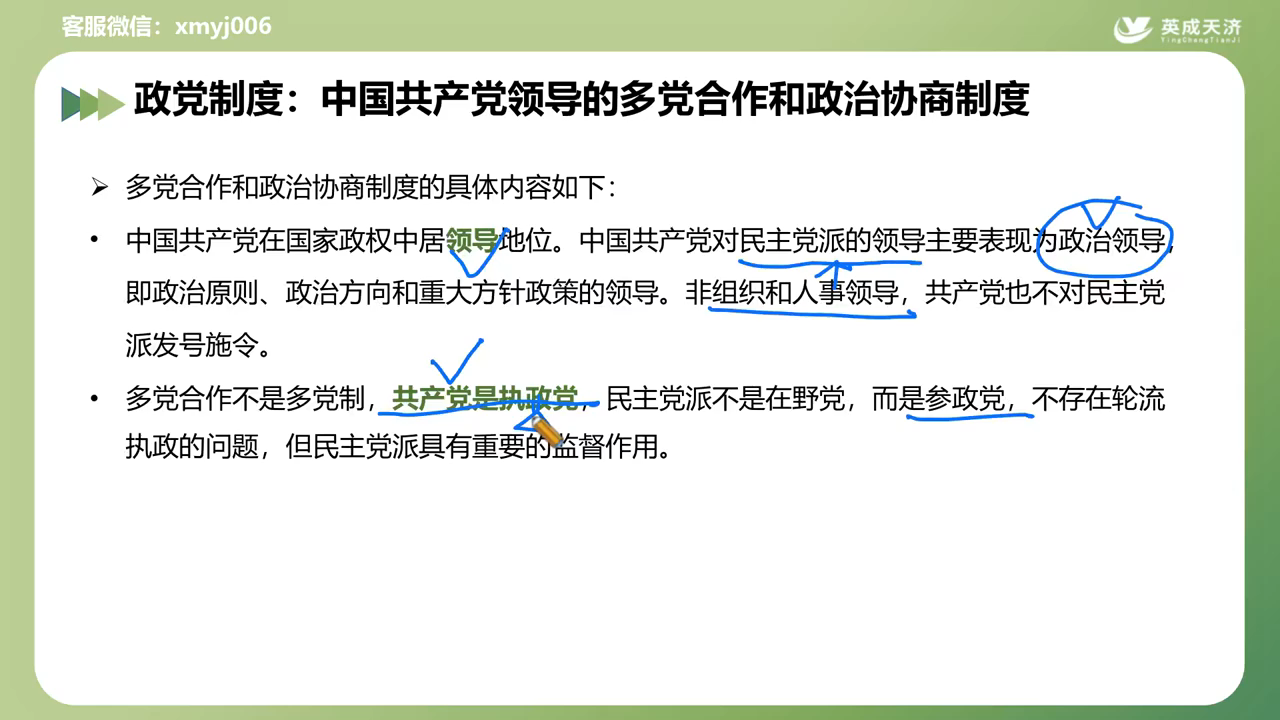 客服微信：xmyj006
英成天济
YingChengTianJi
政党制度：中国共产党领导的多党合作和政治协商制度
多党合作和政治协商制度的具体内容如下：
中国共产党在国家政权中居领导地位。中国共产党对民主党派的领导主要表现为政治领导，
即政治原则、政治方向和重大方针政策的领导。非组织和人事领导，共产党也不对民主党
派发号施令。
多党合作不是多党制，共产党是执政党，民主党派不是在野党，而是参政党，不存在轮流
执政的问题，但民主党派具有重要的监督作用。